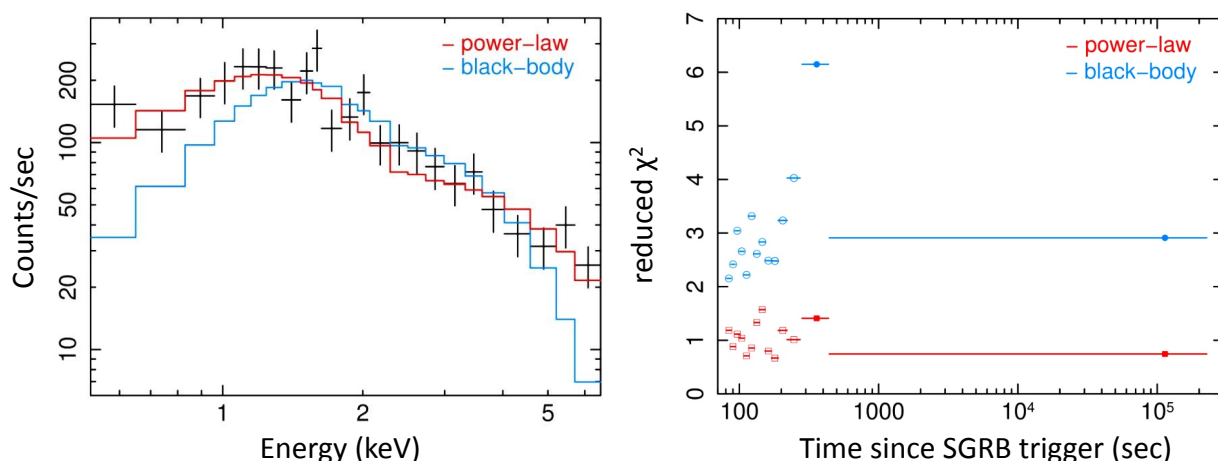 power−law
black−body
200
100
50
20
10
Counts/sec
1
2
5
Energy (keV)
power−law
black−body
7
6
5
4
3
2
1
0
reduced χ²
100
1000
10⁴
10⁵
Time since SGRB trigger (sec)